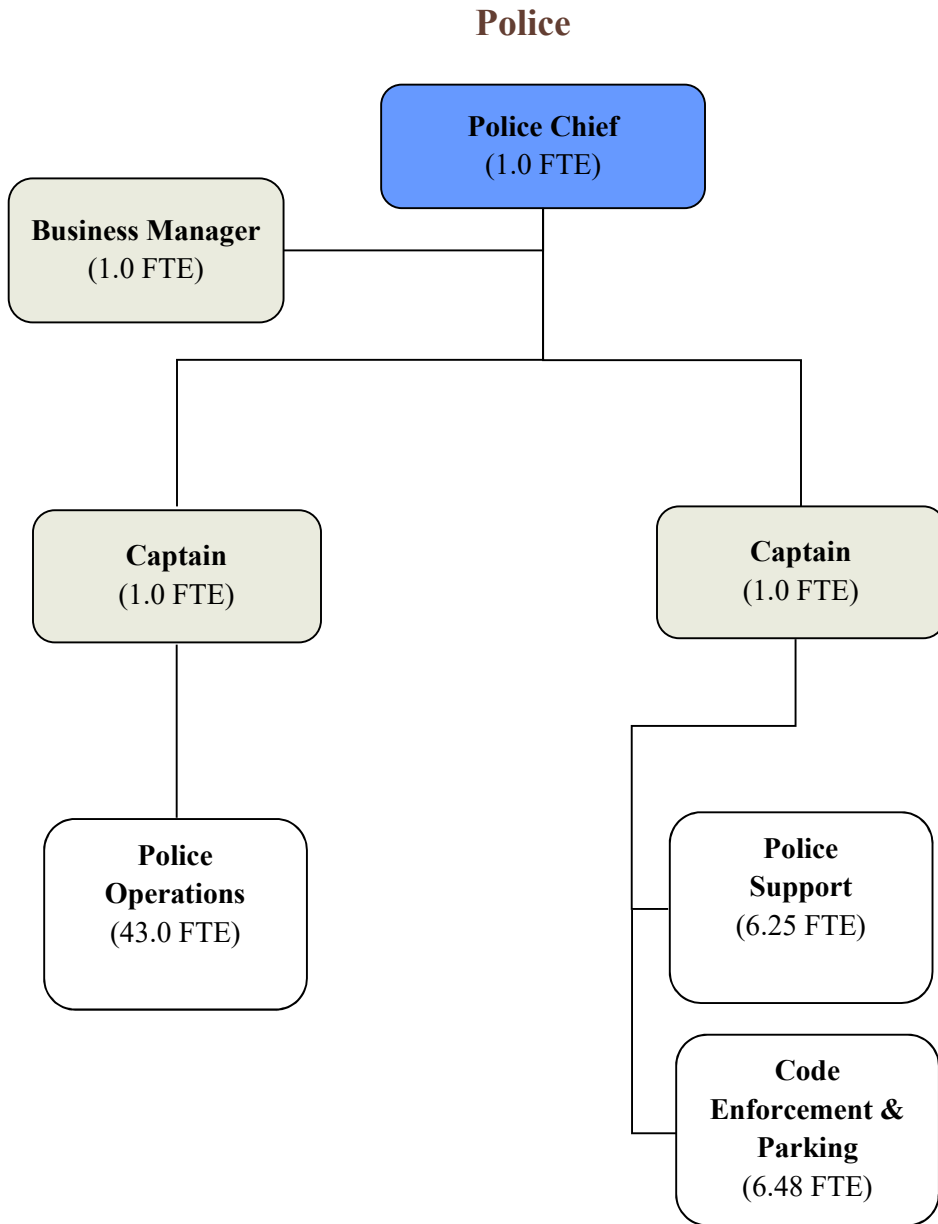 Police
Police Chief
(1.0 FTE)
Business Manager
(1.0 FTE)
Captain
(1.0 FTE)
Captain
(1.0 FTE)
Police
Operations
(43.0 FTE)
Police
Support
(6.25 FTE)
Code
Enforcement &
Parking
(6.48 FTE)